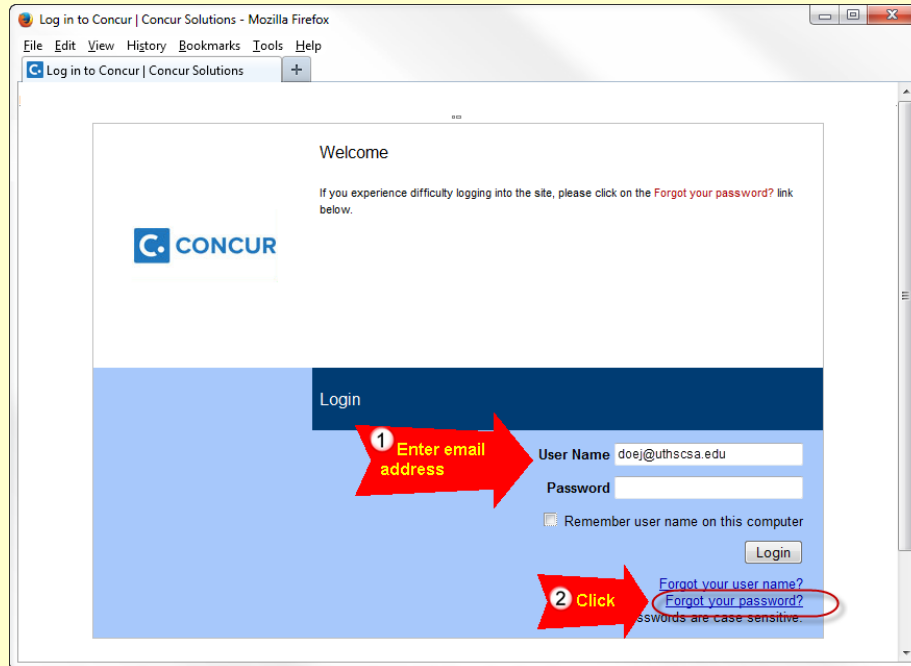 Log in to Concur | Concur Solutions - Mozilla Firefox
File Edit View History Bookmarks Tools Help
C. Log in to Concur | Concur Solutions +
Welcome
If you experience difficulty logging into the site, please click on the Forgot your password? link
below.
C. CONCUR
Login
1 Enter email
address
User Name doej@uthscsa.edu
Password
Remember user name on this computer
Login
Forgot your user name?
2 Click
Forgot your password?
sswords are case sensitive.